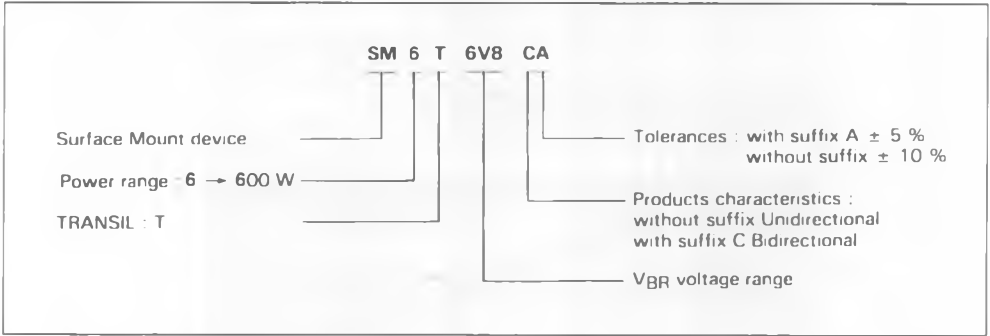 SM 6 T 6V8 CA
Surface Mount device
Power range 6 → 600 W
TRANSIL : T
Tolerances : with suffix A ± 5 %
without suffix ± 10 %
Products characteristics :
without suffix Unidirectional
with suffix C Bidirectional
VBR voltage range